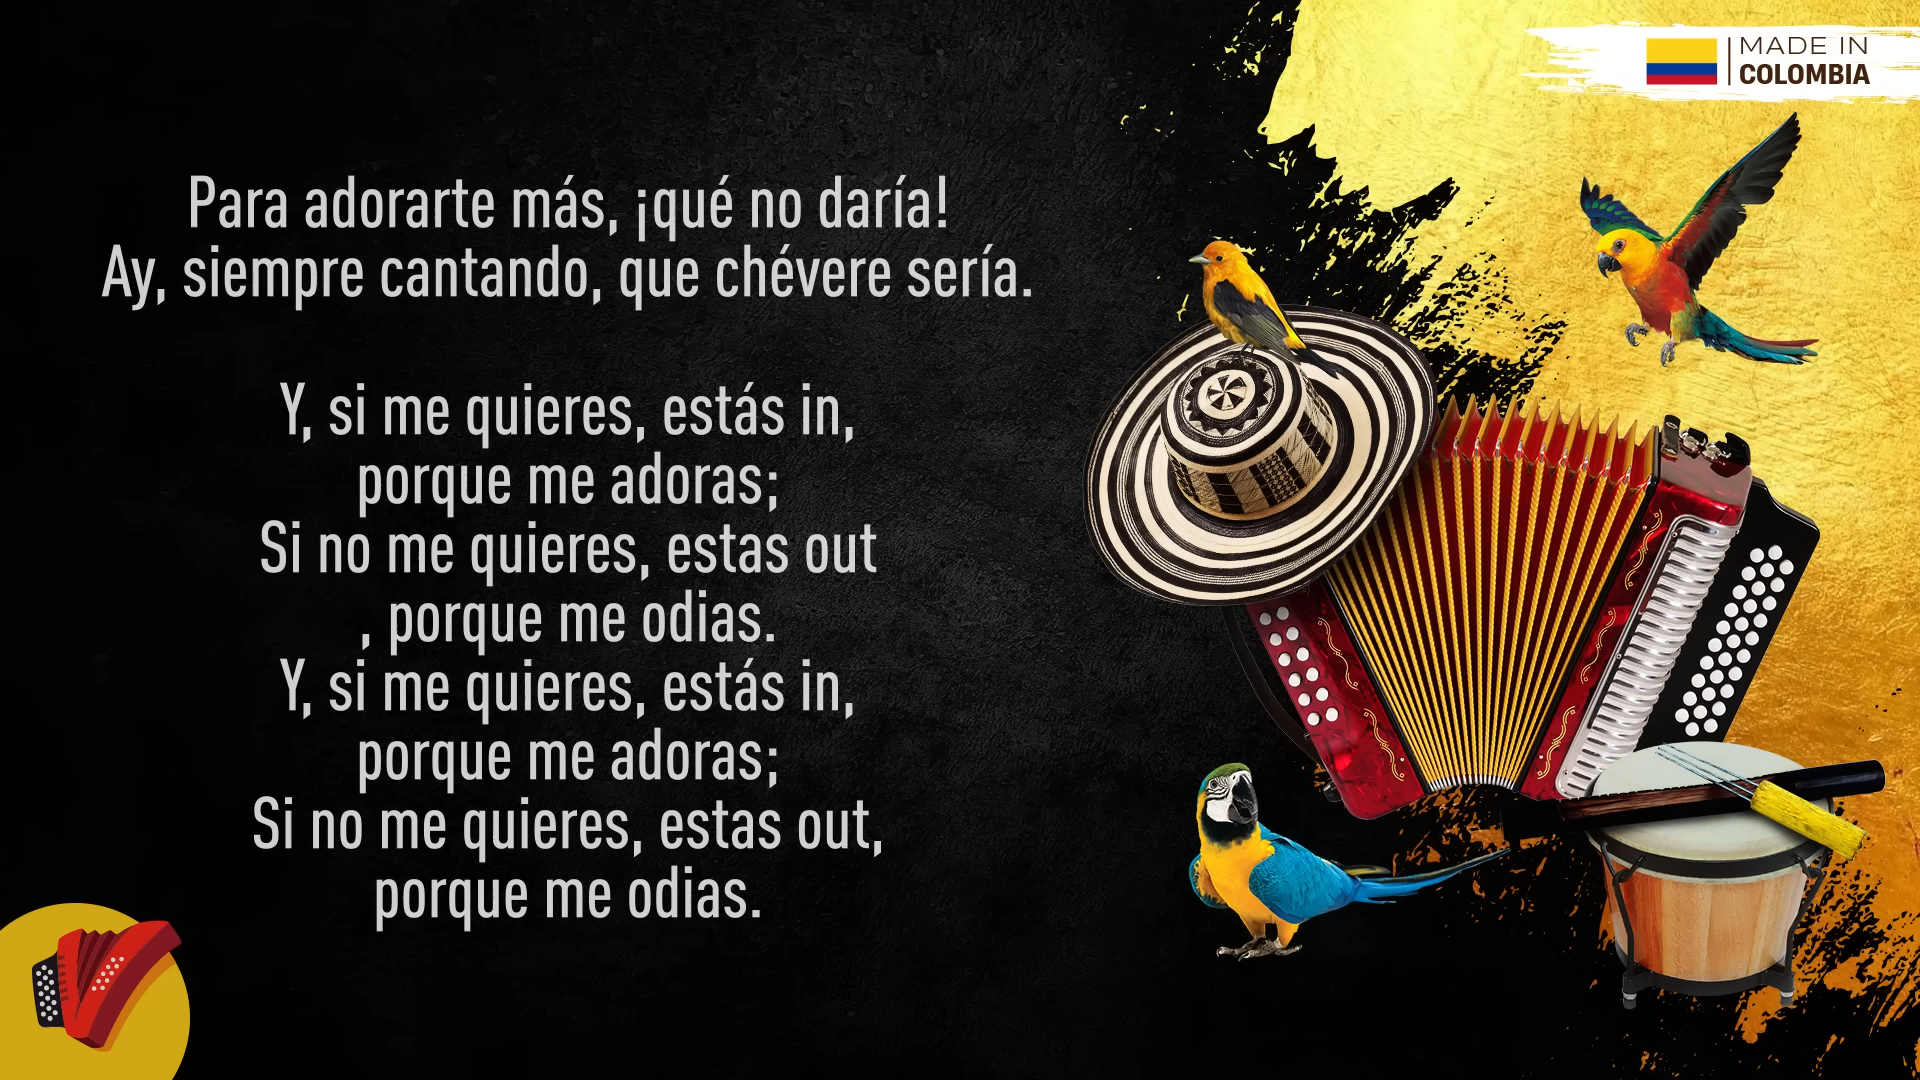 MADE IN
COLOMBIA
Para adorarte más, ¡qué no daría!
Ay, siempre cantando, que chévere sería.
Y, si me quieres, estás in,
porque me adoras;
Si no me quieres, estas out
, porque me odias.
Y, si me quieres, estás in,
porque me adoras;
Si no me quieres, estas out,
porque me odias.